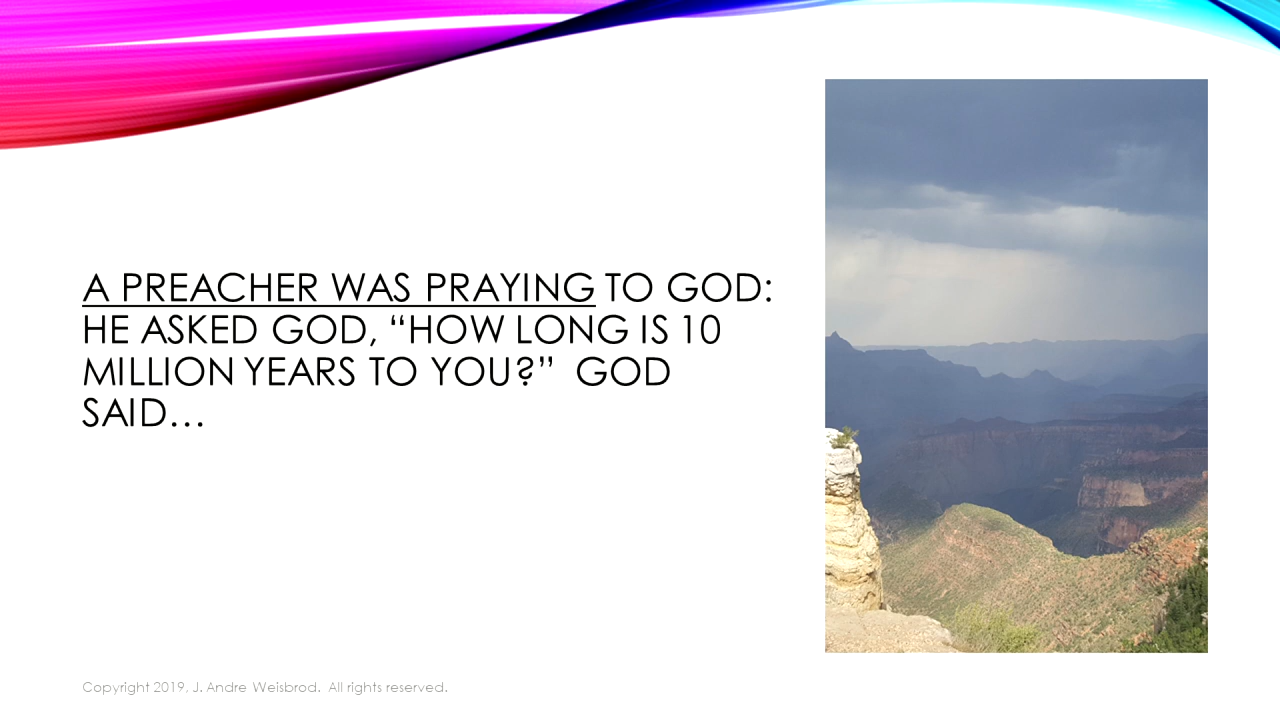 A PREACHER WAS PRAYING TO GOD:
HE ASKED GOD, “HOW LONG IS 10
MILLION YEARS TO YOU?”  GOD
SAID…
Copyright 2019, J. Andre Weisbrod.  All rights reserved.